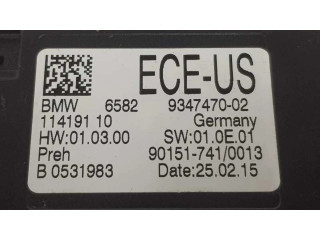 ECE-US
BMW 6582 9347470-02
114191 10 Germany
HW:01.03.00 SW:01.0E.01
Preh 90151-741/0013
B 0531983 Date:25.02.15